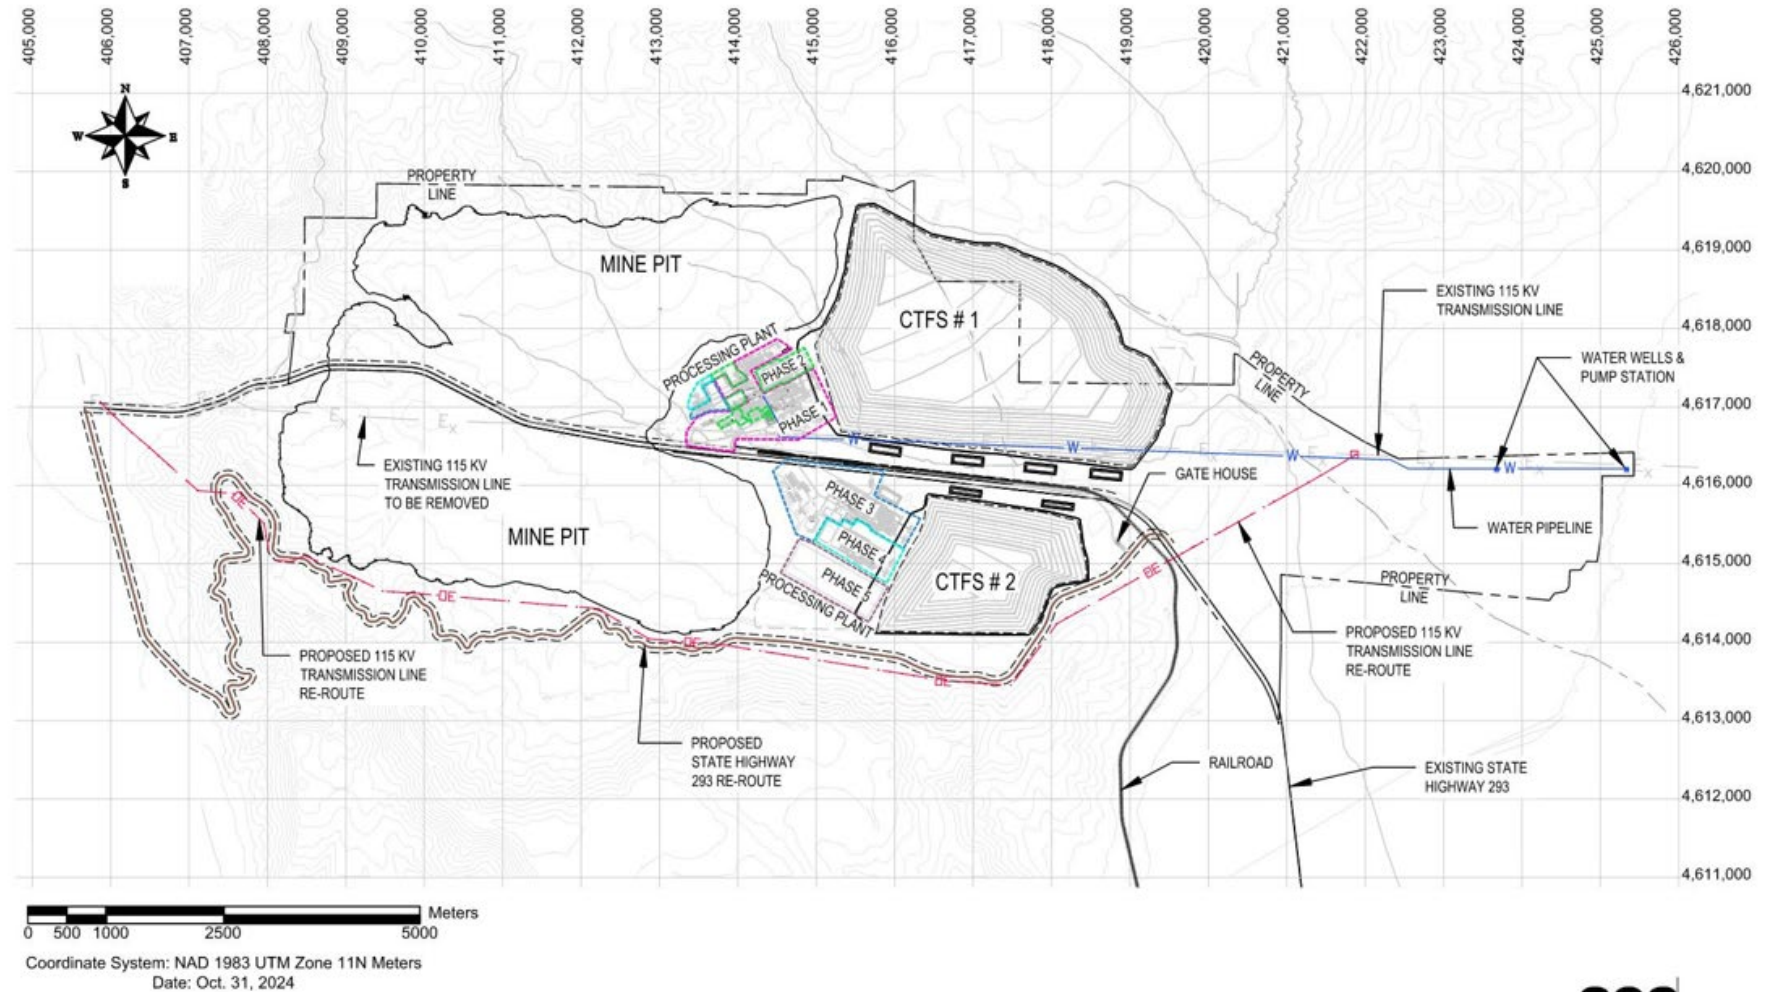 405,000
406,000
407,000
408,000
409,000
410,000
411,000
412,000
413,000
414,000
415,000
416,000
417,000
418,000
419,000
420,000
421,000
422,000
423,000
424,000
425,000
426,000
4,621,000
4,620,000
4,619,000
4,618,000
4,617,000
4,616,000
4,615,000
4,614,000
4,613,000
4,612,000
4,611,000
N
W
E
S
PROPERTY
LINE
MINE PIT
CTFS # 1
EXISTING 115 KV
TRANSMISSION LINE
WATER WELLS &
PUMP STATION
PROPERTY
LINE
PROCESSING PLANT
PHASE 2
PHASE 1
W
W
W
W
EXISTING 115 KV
TRANSMISSION LINE
TO BE REMOVED
GATE HOUSE
WATER PIPELINE
MINE PIT
PHASE 3
PHASE 4
PHASE 5
PROCESSING PLANT
CTFS # 2
PROPERTY
LINE
OE
OE
OE
OE
PROPOSED 115 KV
TRANSMISSION LINE
RE-ROUTE
PROPOSED 115 KV
TRANSMISSION LINE
RE-ROUTE
PROPOSED
STATE HIGHWAY
293 RE-ROUTE
RAILROAD
EXISTING STATE
HIGHWAY 293
Meters
0 500 1000 2500 5000
Coordinate System: NAD 1983 UTM Zone 11N Meters
Date: Oct. 31, 2024